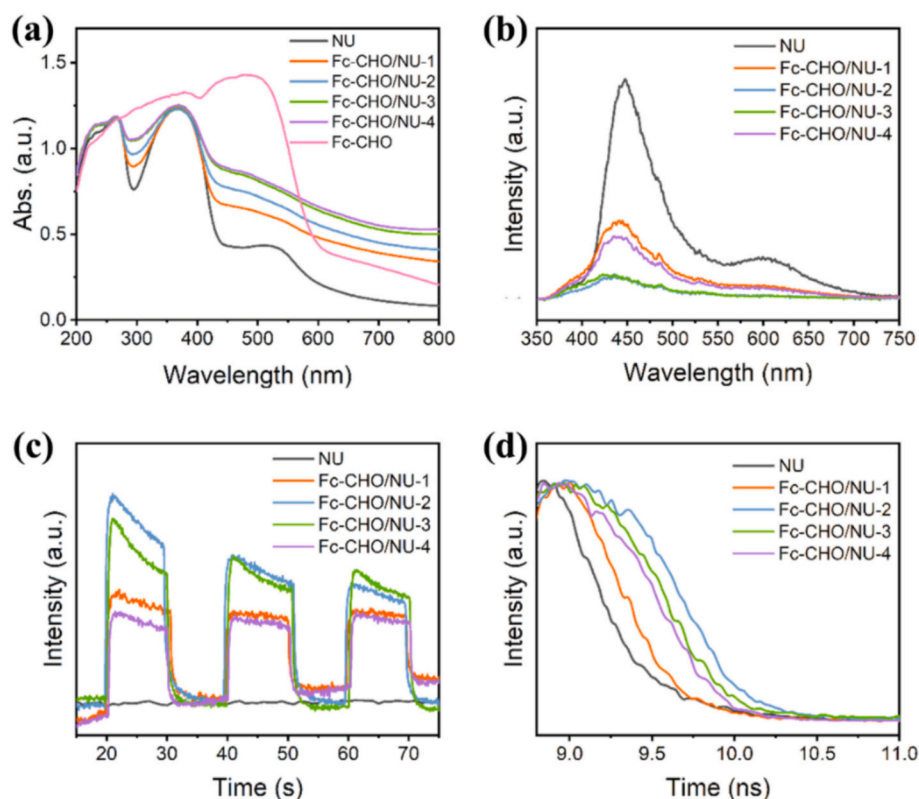 (a)
NU
Fc-CHO/NU-1
Fc-CHO/NU-2
Fc-CHO/NU-3
Fc-CHO/NU-4
Fc-CHO
Abs. (a.u.)
1.5
1.0
0.5
0.0
200 300 400 500 600 700 800
Wavelength (nm)
(b)
NU
Fc-CHO/NU-1
Fc-CHO/NU-2
Fc-CHO/NU-3
Fc-CHO/NU-4
Intensity (a.u.)
350 400 450 500 550 600 650 700 750
Wavelength (nm)
(c)
NU
Fc-CHO/NU-1
Fc-CHO/NU-2
Fc-CHO/NU-3
Fc-CHO/NU-4
Intensity (a.u.)
20 30 40 50 60 70
Time (s)
(d)
NU
Fc-CHO/NU-1
Fc-CHO/NU-2
Fc-CHO/NU-3
Fc-CHO/NU-4
Intensity (a.u.)
9.0 9.5 10.0 10.5 11.0
Time (ns)